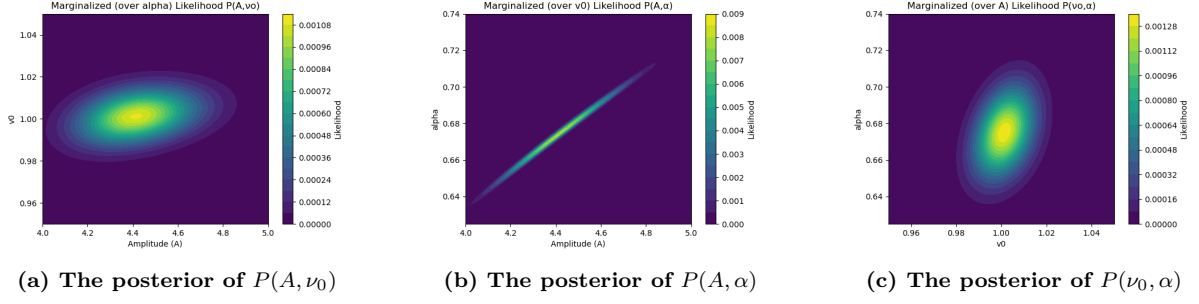 Marginalized (over alpha) Likelihood P(A,νo)
1.04
1.02
1.00
0.98
0.96
v0
4.0 4.2 4.4 4.6 4.8 5.0
Amplitude (A)
0.00108
0.00096
0.00084
0.00072
0.00060
0.00048
0.00036
0.00024
0.00012
0.00000
Likelihood
Marginalized (over v0) Likelihood P(A,α)
0.74
0.72
0.70
0.68
0.66
0.64
alpha
4.0 4.2 4.4 4.6 4.8 5.0
Amplitude (A)
0.009
0.008
0.007
0.006
0.005
0.004
0.003
0.002
0.001
0.000
Likelihood
Marginalized (over A) Likelihood P(νo,α)
0.74
0.72
0.70
0.68
0.66
0.64
alpha
0.96 0.98 1.00 1.02 1.04
v0
0.00128
0.00112
0.00096
0.00080
0.00064
0.00048
0.00032
0.00016
0.00000
Likelihood
(a) The posterior of P(A, ν₀)
(b) The posterior of P(A, α)
(c) The posterior of P(ν₀, α)